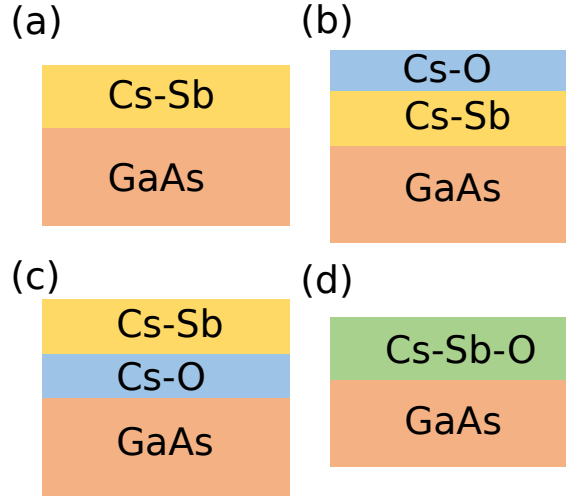 (a)
Cs-Sb
GaAs
(b)
Cs-O
Cs-Sb
GaAs
(c)
Cs-Sb
Cs-O
GaAs
(d)
Cs-Sb-O
GaAs